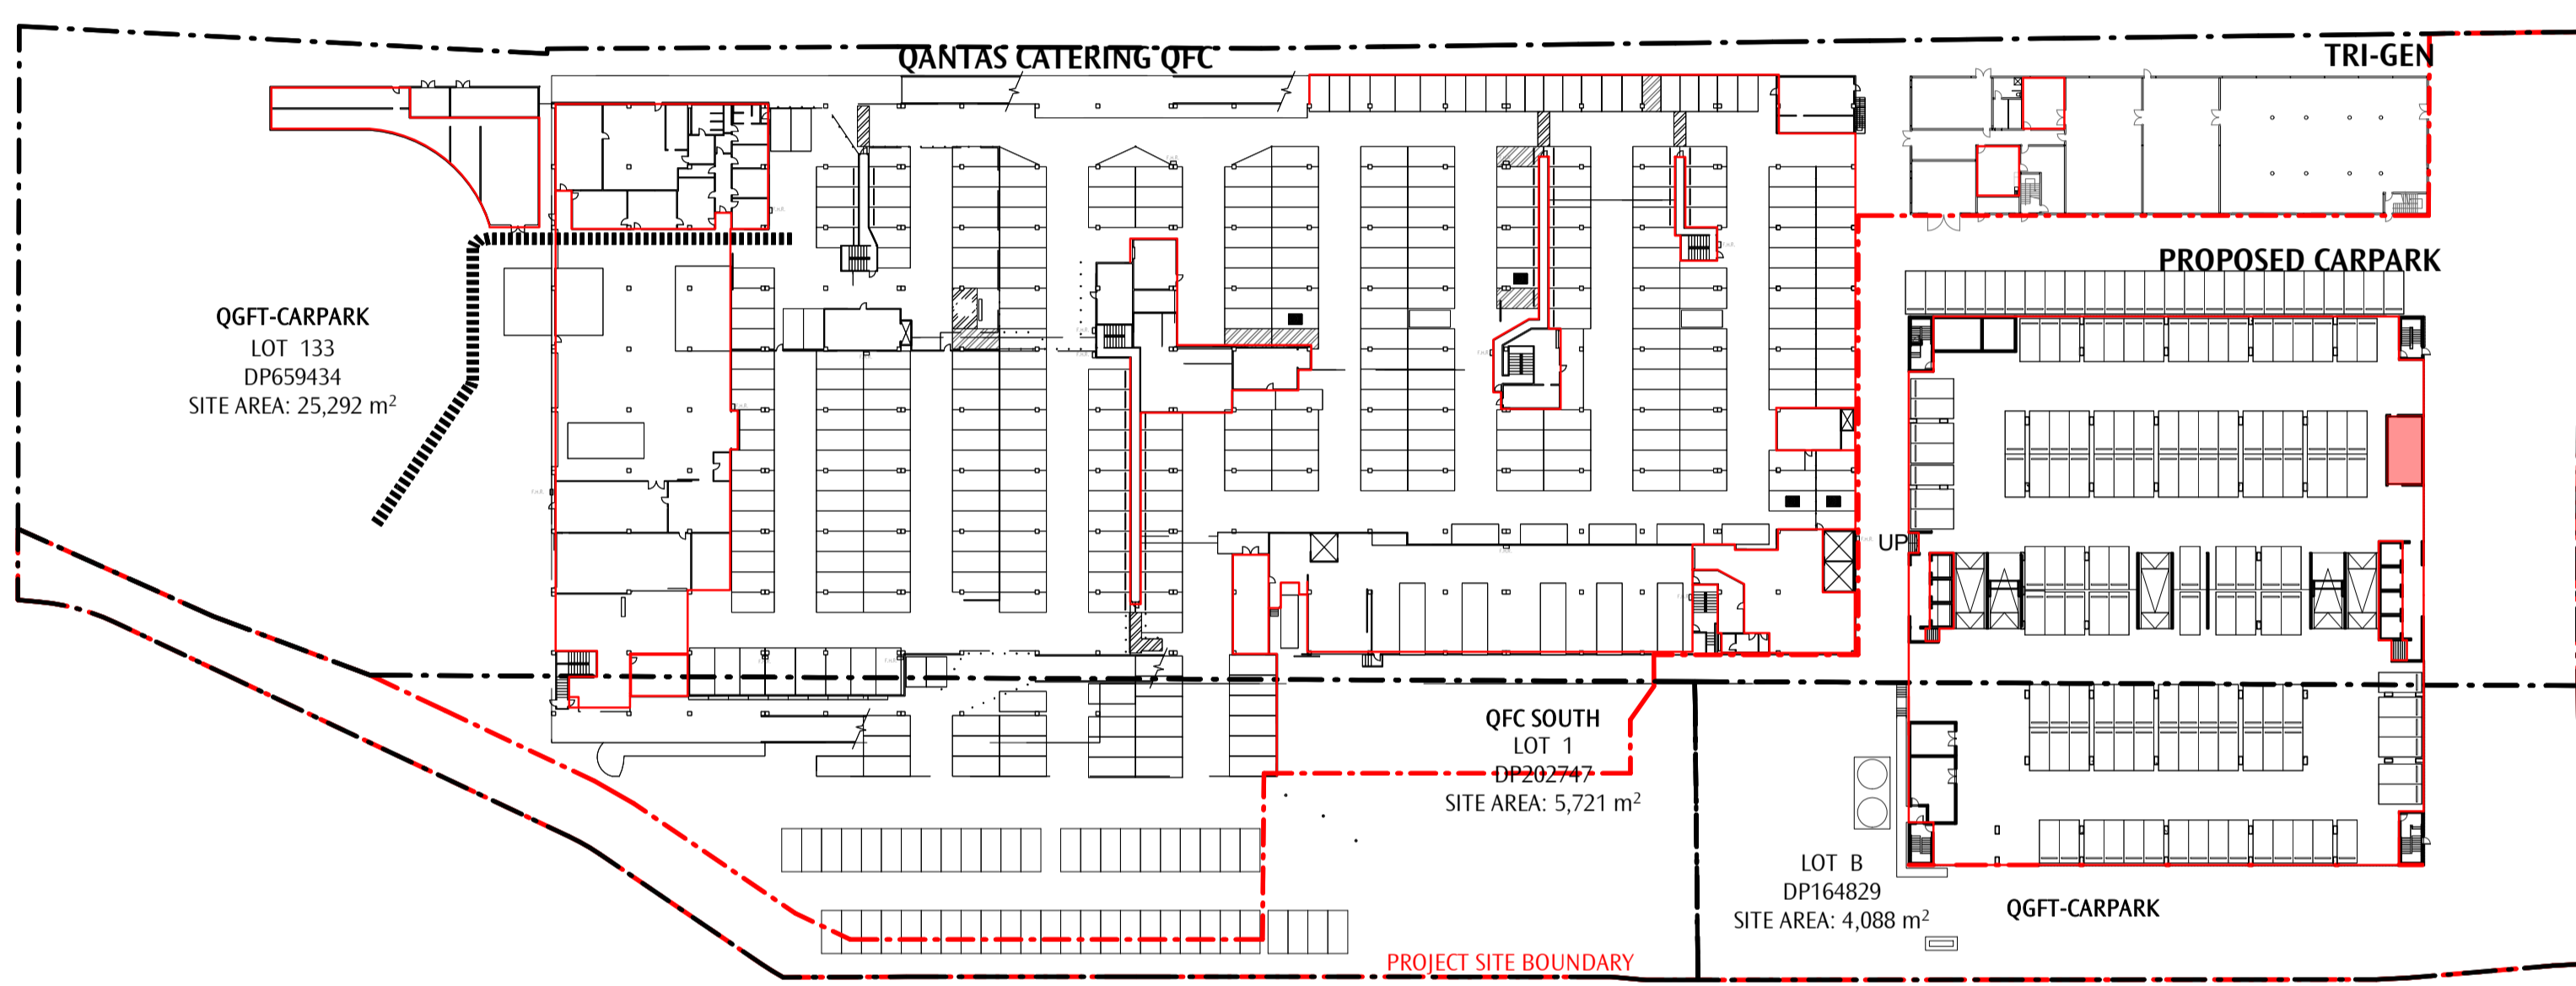 QANTAS CATERING QFC
TRI-GEN
PROPOSED CARPARK
QGFT-CARPARK
LOT 133
DP659434
SITE AREA: 25,292 m²
UP
QFC SOUTH
LOT 1
DP202747
SITE AREA: 5,721 m²
LOT B
DP164829
SITE AREA: 4,088 m²
QGFT-CARPARK
PROJECT SITE BOUNDARY